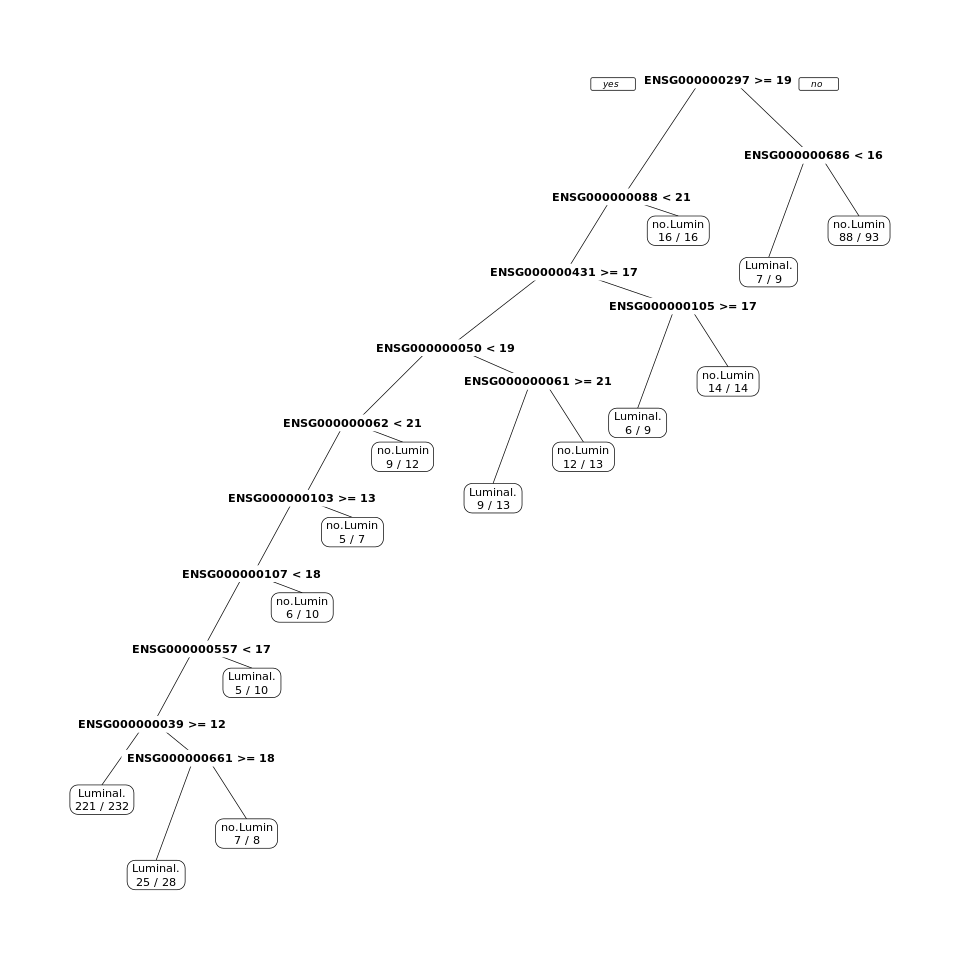 yes
ENSG000000297 >= 19
no
ENSG000000686 < 16
ENSG000000088 < 21
no.Lumin
16 / 16
no.Lumin
88 / 93
Luminal.
7 / 9
ENSG000000431 >= 17
ENSG000000105 >= 17
ENSG000000050 < 19
ENSG000000061 >= 21
no.Lumin
14 / 14
Luminal.
6 / 9
ENSG000000062 < 21
no.Lumin
9 / 12
no.Lumin
12 / 13
Luminal.
9 / 13
ENSG000000103 >= 13
no.Lumin
5 / 7
ENSG000000107 < 18
no.Lumin
6 / 10
ENSG000000557 < 17
Luminal.
5 / 10
ENSG000000039 >= 12
ENSG000000661 >= 18
Luminal.
221 / 232
no.Lumin
7 / 8
Luminal.
25 / 28